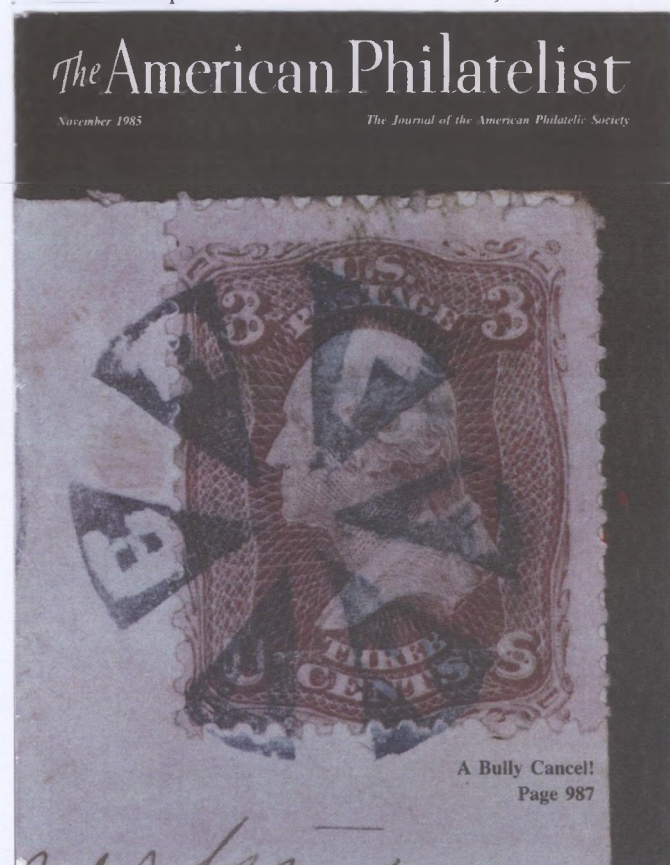 The American Philatelist
November 1985
The Journal of the American Philatelic Society
U.S.
3 POSTAGE 3
B
THREE
U CENTS S
A Bully Cancel!
Page 987